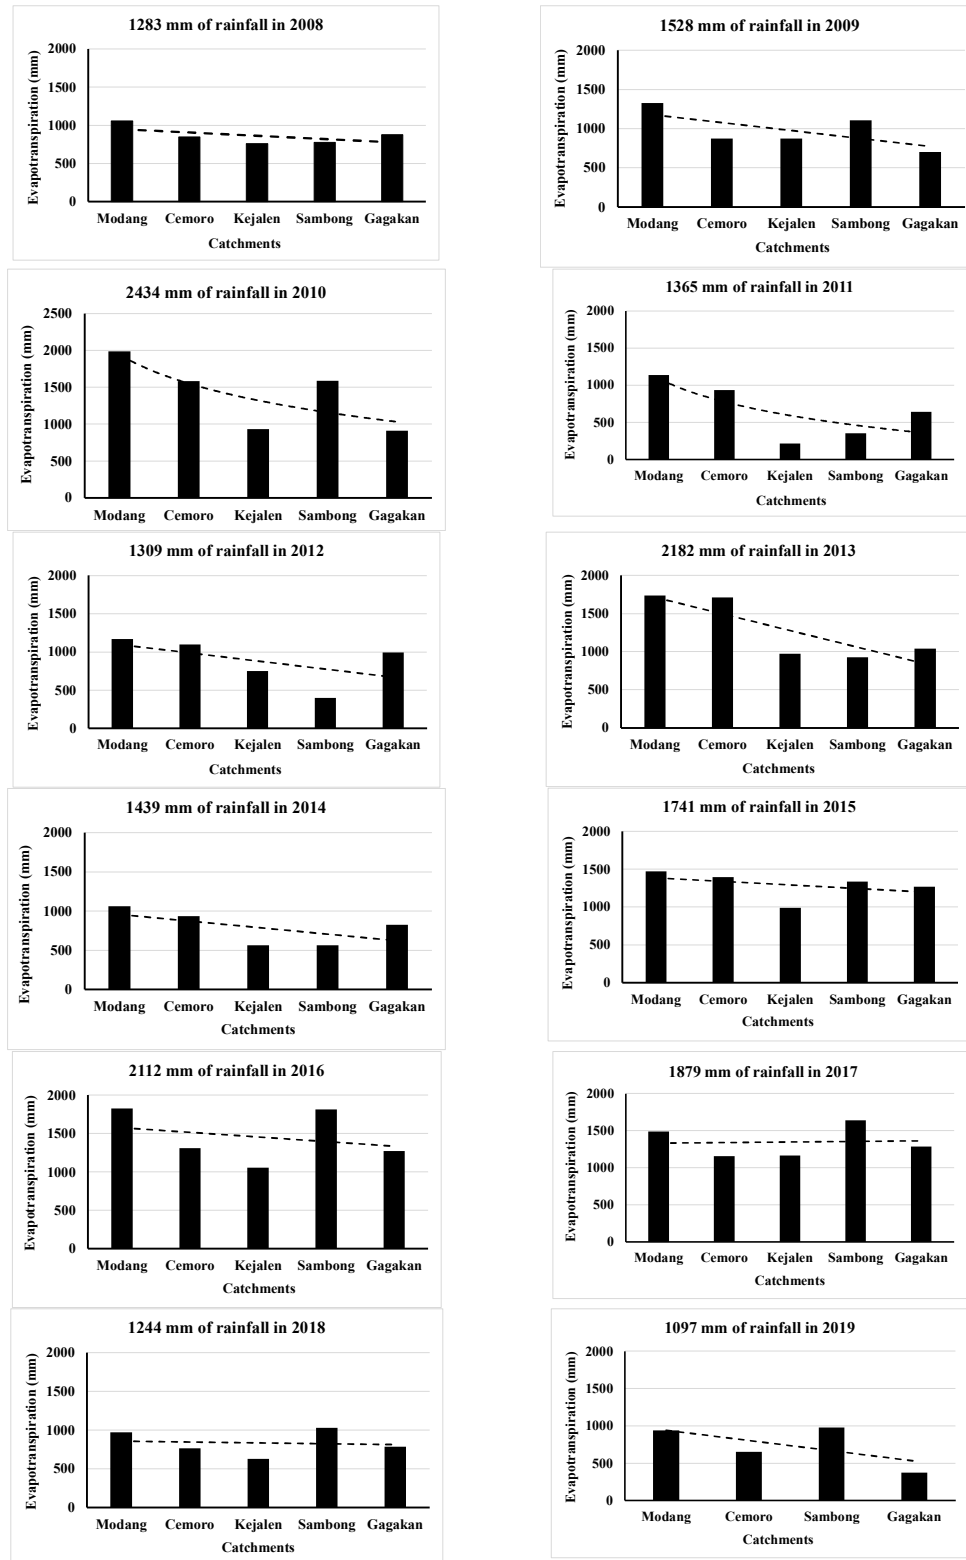 1283 mm of rainfall in 2008
Evapotranspiration (mm)
2000
1500
1000
500
0
Modang Cemoro Kejalen Sambong Gagakan
Catchments
1528 mm of rainfall in 2009
Evapotranspiration (mm)
2000
1500
1000
500
0
Modang Cemoro Kejalen Sambong Gagakan
Catchments
2434 mm of rainfall in 2010
Evapotranspiration (mm)
2500
2000
1500
1000
500
0
Modang Cemoro Kejalen Sambong Gagakan
1365 mm of rainfall in 2011
Evapotranspiration (mm)
2000
1500
1000
500
0
Modang Cemoro Kejalen Sambong Gagakan
Catchments
1309 mm of rainfall in 2012
Evapotranspiration (mm)
2000
1500
1000
500
0
Modang Cemoro Kejalen Sambong Gagakan
Catchments
2182 mm of rainfall in 2013
Evapotranspiration (mm)
2000
1500
1000
500
0
Modang Cemoro Kejalen Sambong Gagakan
Catchments
1439 mm of rainfall in 2014
Evapotranspiration (mm)
2000
1500
1000
500
0
Modang Cemoro Kejalen Sambong Gagakan
Catchments
1741 mm of rainfall in 2015
Evapotranspiration (mm)
2000
1500
1000
500
0
Modang Cemoro Kejalen Sambong Gagakan
Catchments
2112 mm of rainfall in 2016
Evapotranspiration (mm)
2000
1500
1000
500
0
Modang Cemoro Kejalen Sambong Gagakan
Catchments
1879 mm of rainfall in 2017
Evapotranspiration (mm)
2000
1500
1000
500
0
Modang Cemoro Kejalen Sambong Gagakan
Catchments
1244 mm of rainfall in 2018
Evapotranspiration (mm)
2000
1500
1000
500
0
Modang Cemoro Kejalen Sambong Gagakan
Catchments
1097 mm of rainfall in 2019
Evapotranspiration (mm)
2000
1500
1000
500
0
Modang Cemoro Sambong Gagakan
Catchments